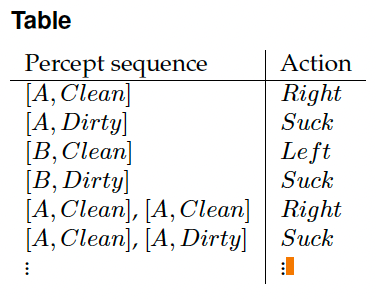 Table
Percept sequence Action
[A, Clean] Right
[A, Dirty] Suck
[B, Clean] Left
[B, Dirty] Suck
[A, Clean], [A, Clean] Right
[A, Clean], [A, Dirty] Suck
⋮ ⋮